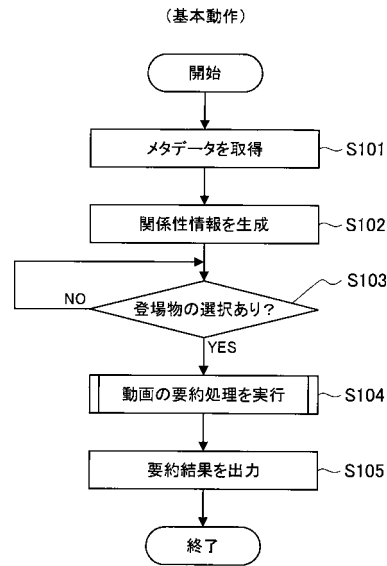 （基本動作）
開始
メタデータを取得
S101
関係性情報を生成
S102
登場物の選択あり？
S103
NO
YES
動画の要約処理を実行
S104
要約結果を出力
S105
終了